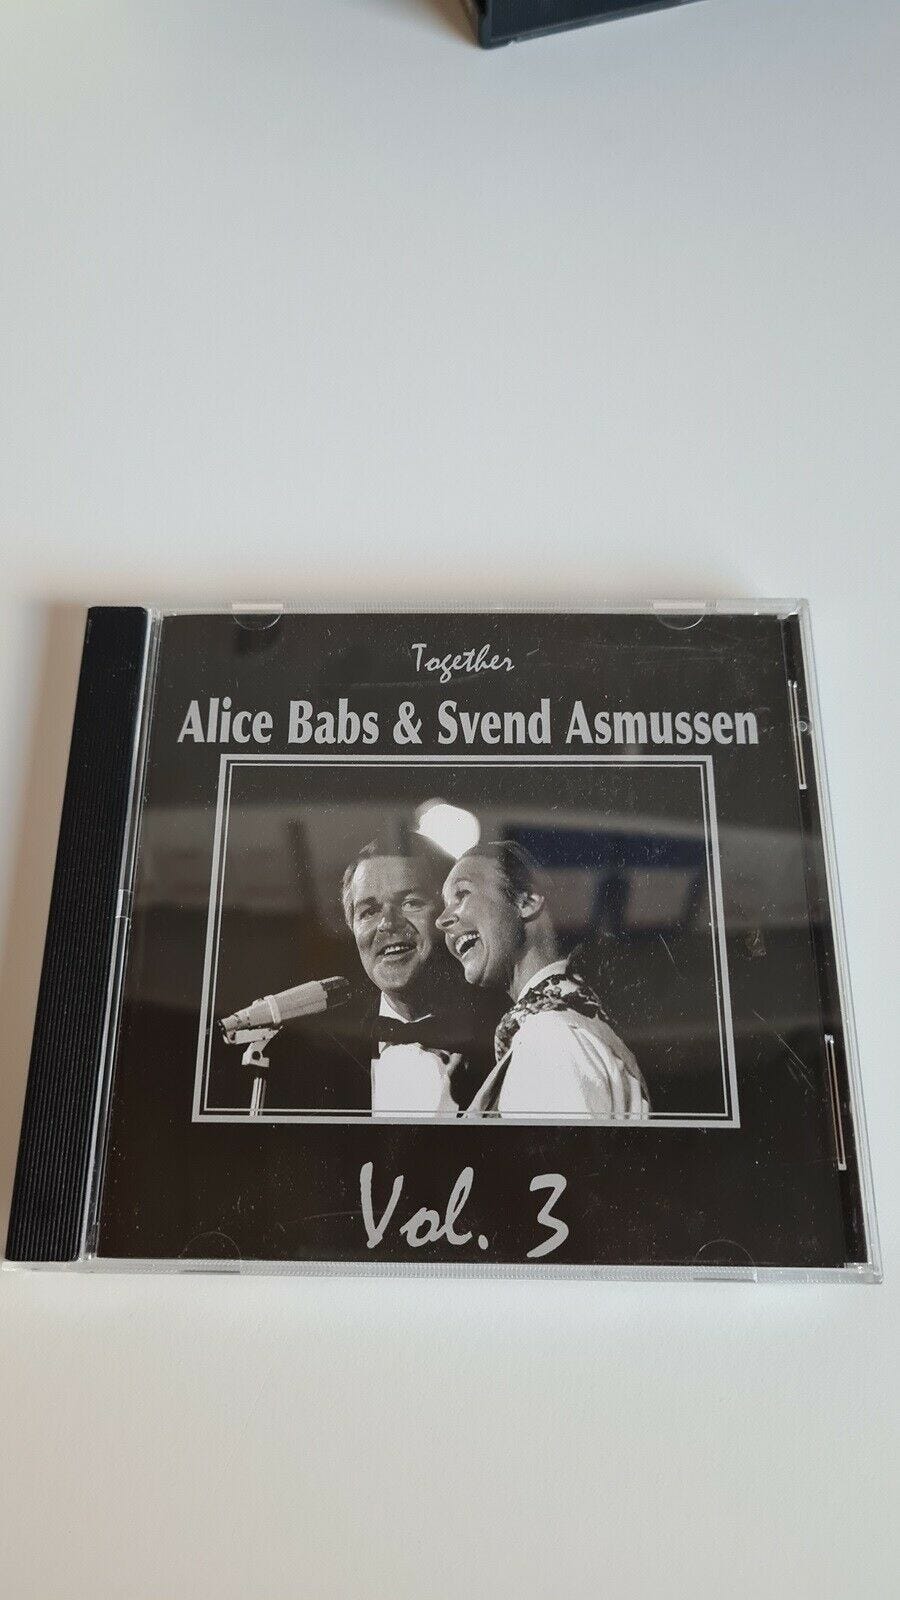 Together
Alice Babs & Svend Asmussen
Vol. 3